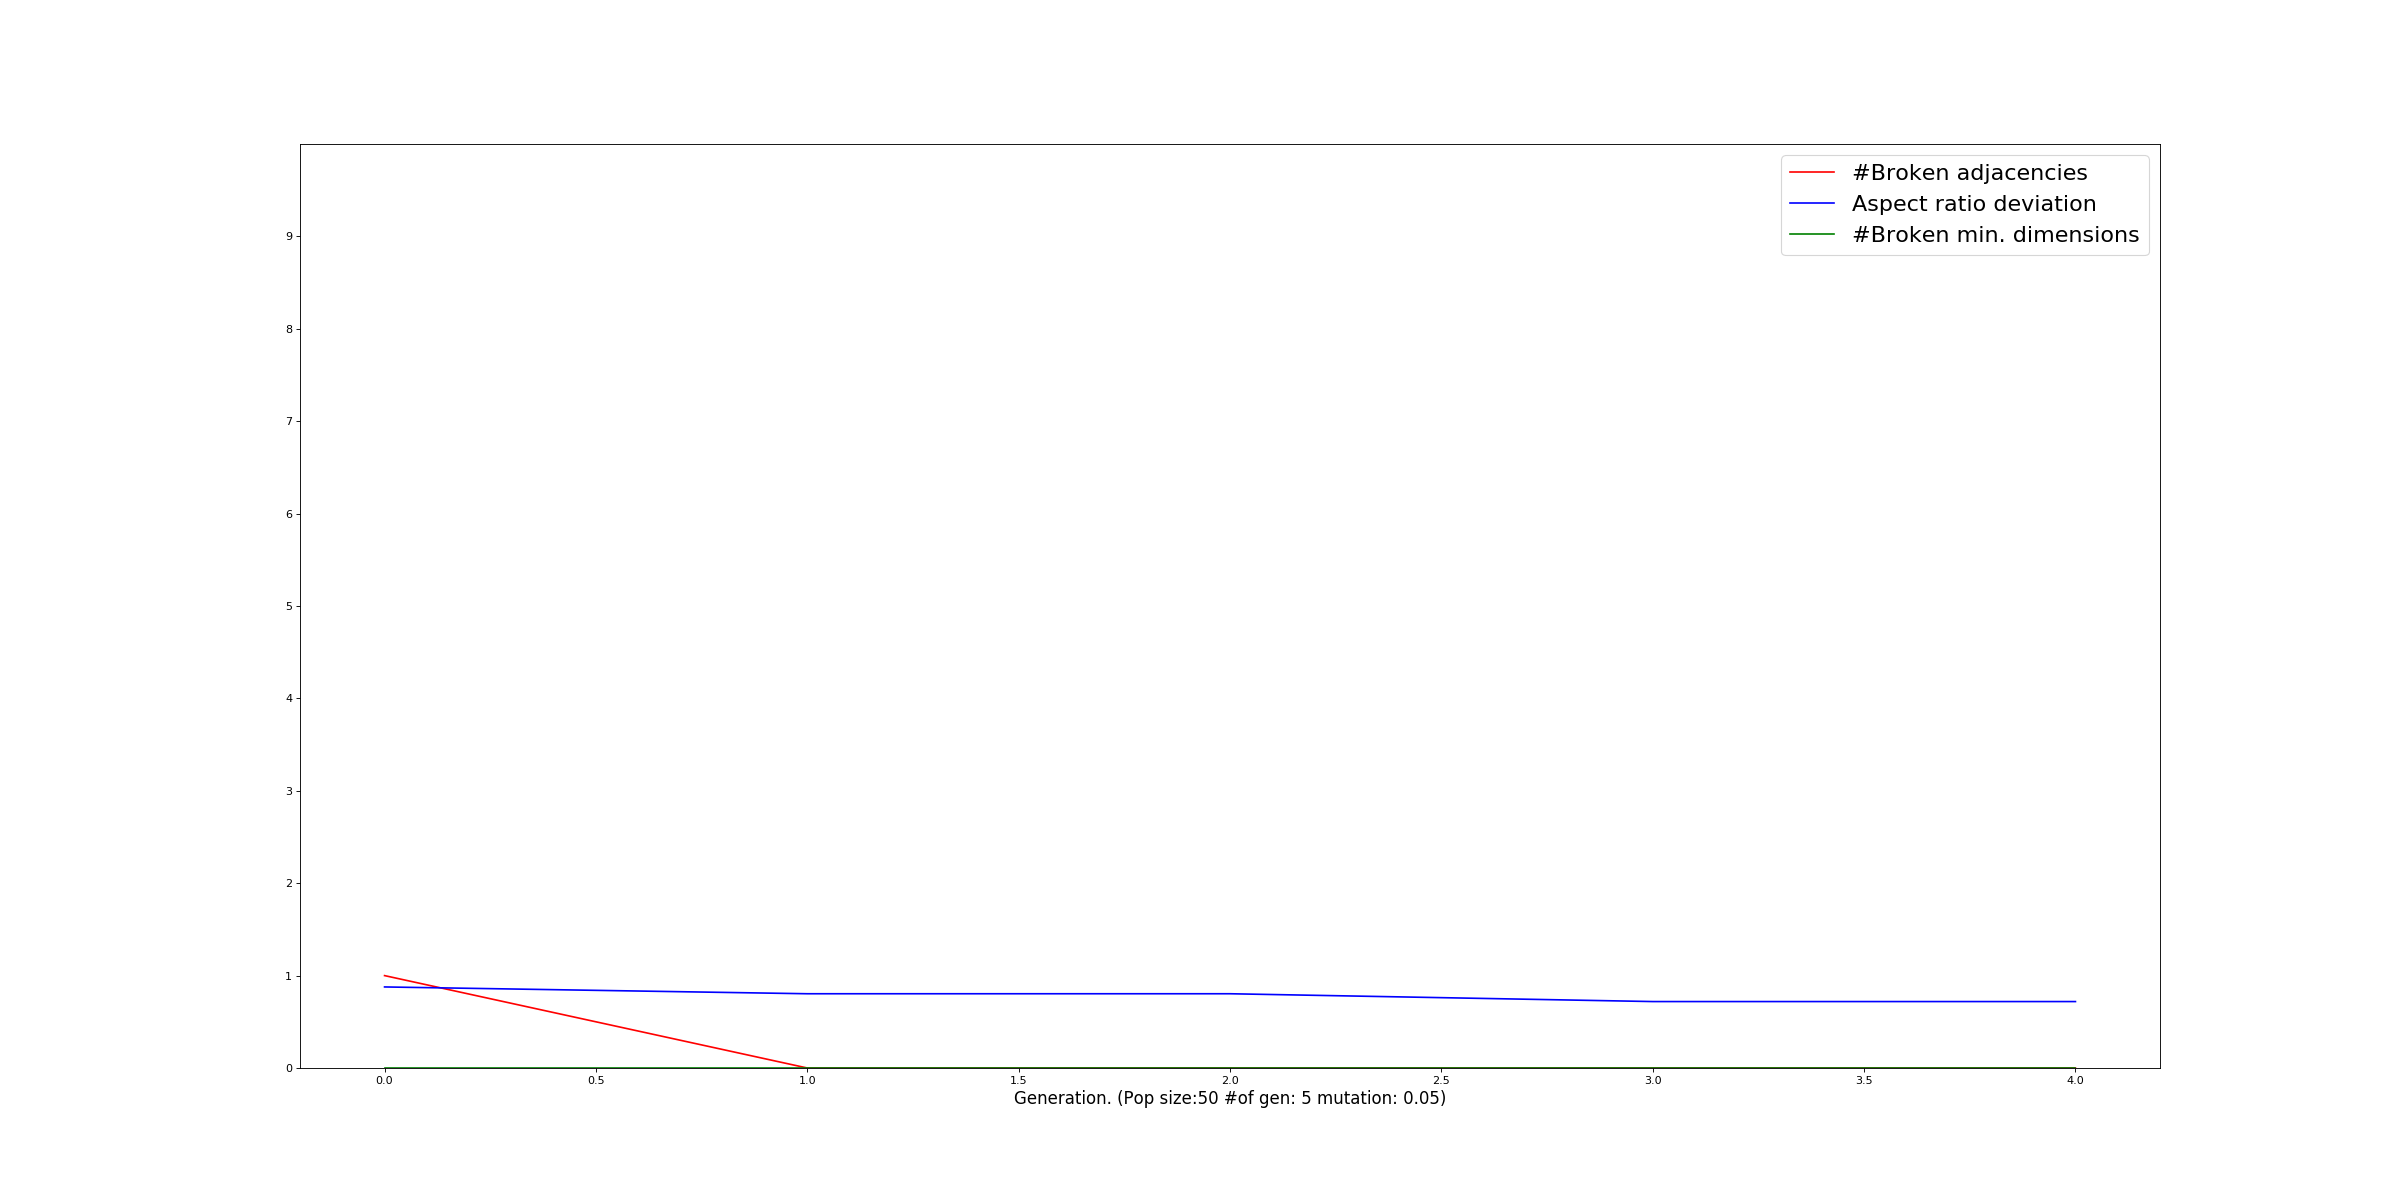 #Broken adjacencies
Aspect ratio deviation
#Broken min. dimensions
9
8
7
6
5
4
3
2
1
0
0.0 0.5 1.0 1.5 2.0 2.5 3.0 3.5 4.0
Generation. (Pop size:50 #of gen: 5 mutation: 0.05)